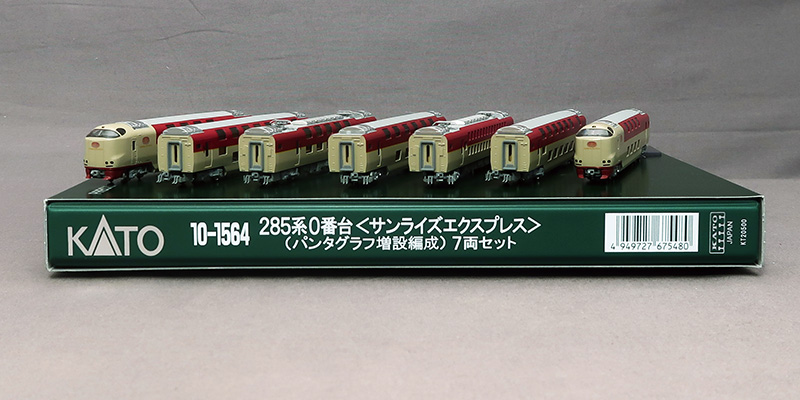 KATO
10-1564
285系0番台<サンライズエクスプレス>
(パンタグラフ増設編成) 7両セット
4 949727 675480
KATO
JAPAN
KT20500